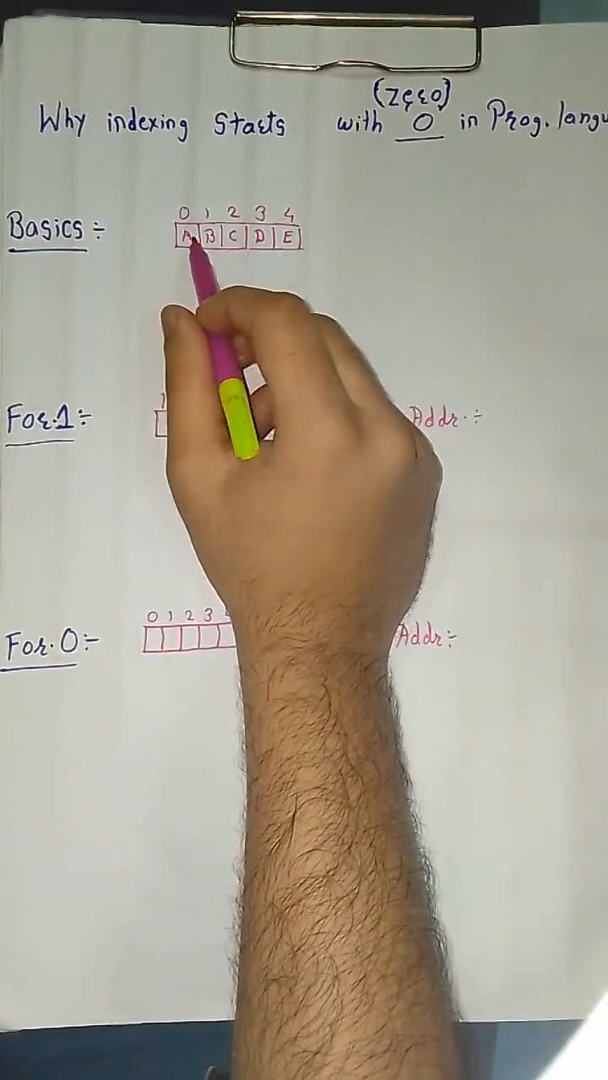 (Zero)
Why indexing starts with 0 in Prog. langu
Basics÷
0 1 2 3 4
A B C D E
For.1÷
Addr.÷
0 1 2 3
For.0÷
Addr÷